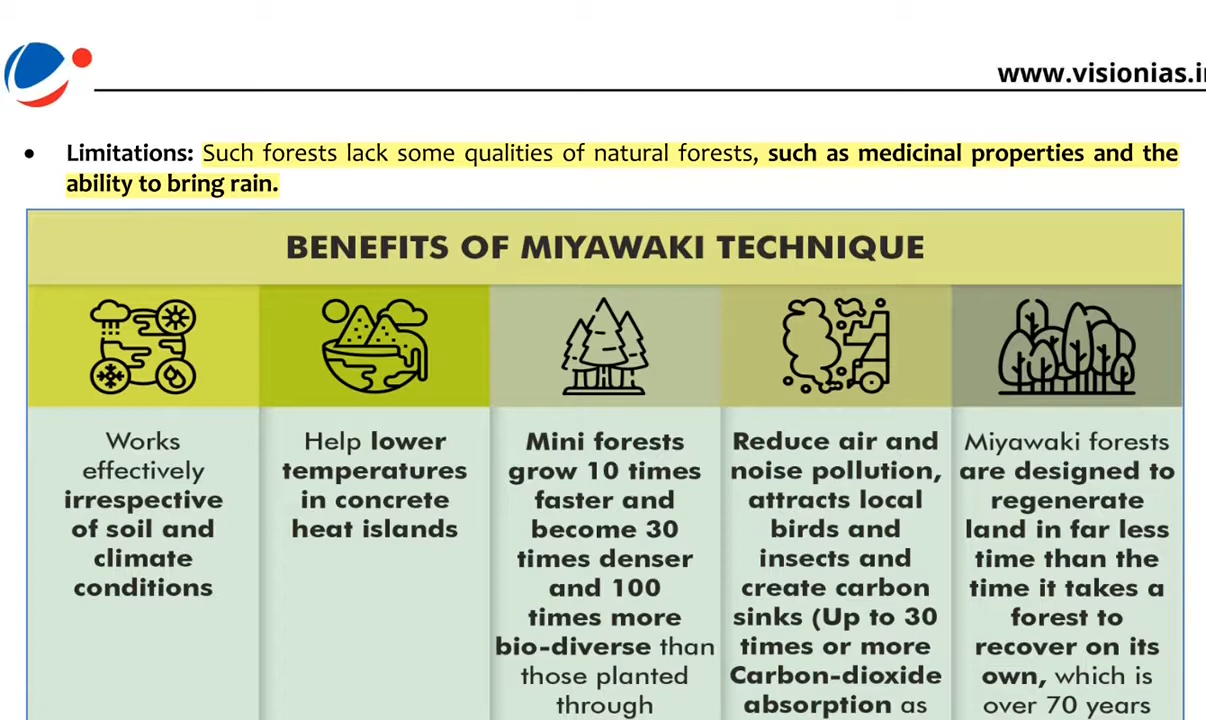 www.visionias.i
• Limitations: Such forests lack some qualities of natural forests, such as medicinal properties and the
ability to bring rain.
BENEFITS OF MIYAWAKI TECHNIQUE
Works
effectively
irrespective
of soil and
climate
conditions
Help lower
temperatures
in concrete
heat islands
Mini forests
grow 10 times
faster and
become 30
times denser
and 100
times more
bio-diverse than
those planted
through
Reduce air and
noise pollution,
attracts local
birds and
insects and
create carbon
sinks (Up to 30
times or more
Carbon-dioxide
absorption as
Miyawaki forests
are designed to
regenerate
land in far less
time than the
time it takes a
forest to
recover on its
own, which is
over 70 years